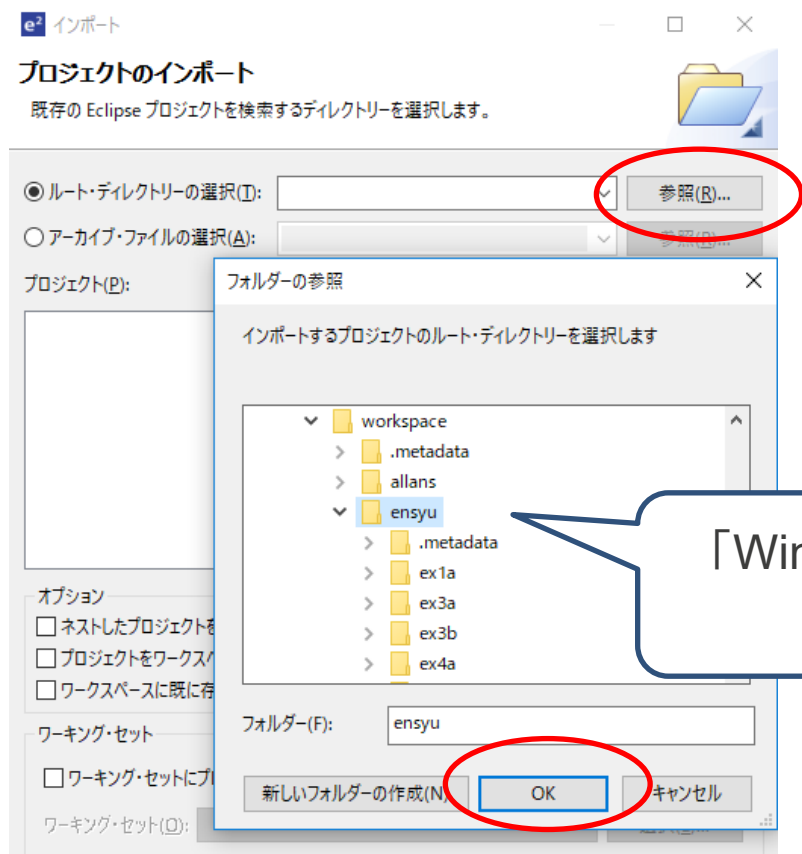 e² インポート
プロジェクトのインポート
既存の Eclipse プロジェクトを検索するディレクトリーを選択します。
ルート・ディレクトリーの選択(T): 参照(R)...
アーカイブ・ファイルの選択(A): 参照(R)...
プロジェクト(P):
フォルダーの参照
インポートするプロジェクトのルート・ディレクトリーを選択します
workspace
.metadata
allans
ensyu
.metadata
ex1a
ex3a
ex3b
ex4a
「Wi
オプション
ネストしたプロジェクトを
プロジェクトをワークスペ
ワークスペースに既に存
フォルダー(F): ensyu
ワーキング・セット
ワーキング・セットにプロ
新しいフォルダーの作成(N) OK キャンセル
ワーキング・セット(O):